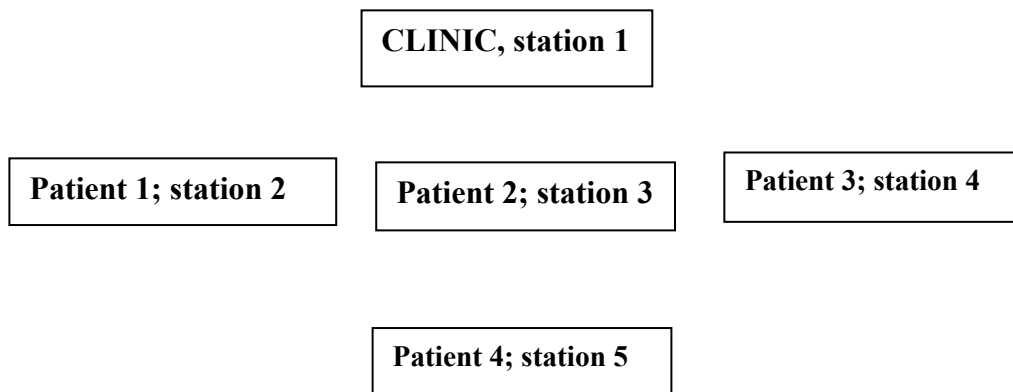 CLINIC, station 1
Patient 1; station 2
Patient 2; station 3
Patient 3; station 4
Patient 4; station 5